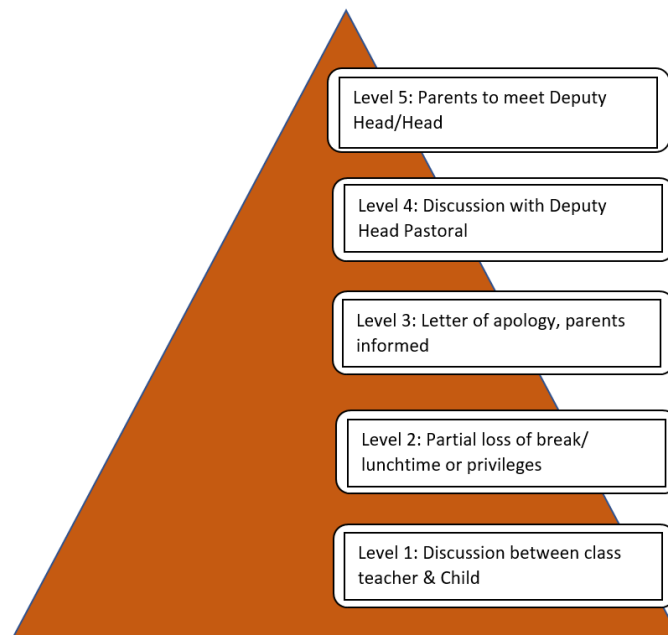 Level 5: Parents to meet Deputy
Head/Head
Level 4: Discussion with Deputy
Head Pastoral
Level 3: Letter of apology, parents
informed
Level 2: Partial loss of break/
lunchtime or privileges
Level 1: Discussion between class
teacher & Child